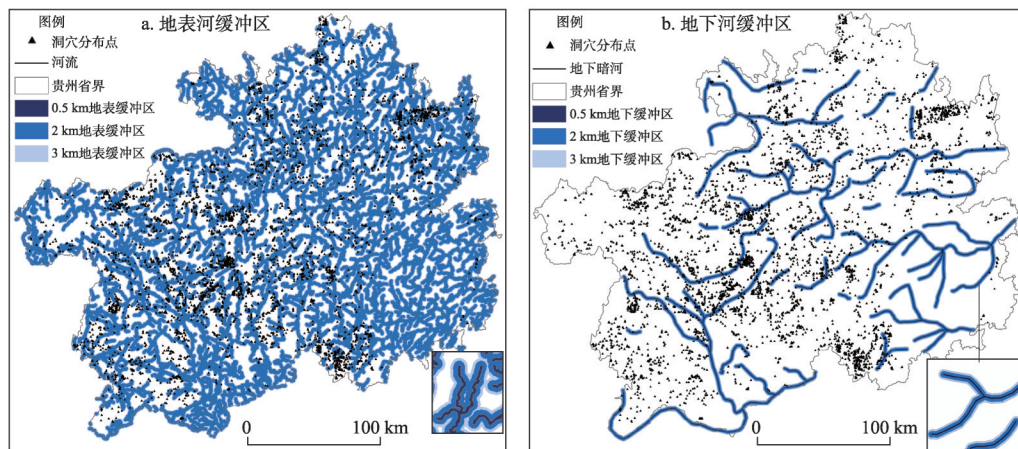 图例
a. 地表河缓冲区
洞穴分布点
河流
贵州省界
0.5 km地表缓冲区
2 km地表缓冲区
3 km地表缓冲区
0
100 km
图例
b. 地下河缓冲区
洞穴分布点
地下暗河
贵州省界
0.5 km地下缓冲区
2 km地下缓冲区
3 km地下缓冲区
0
100 km